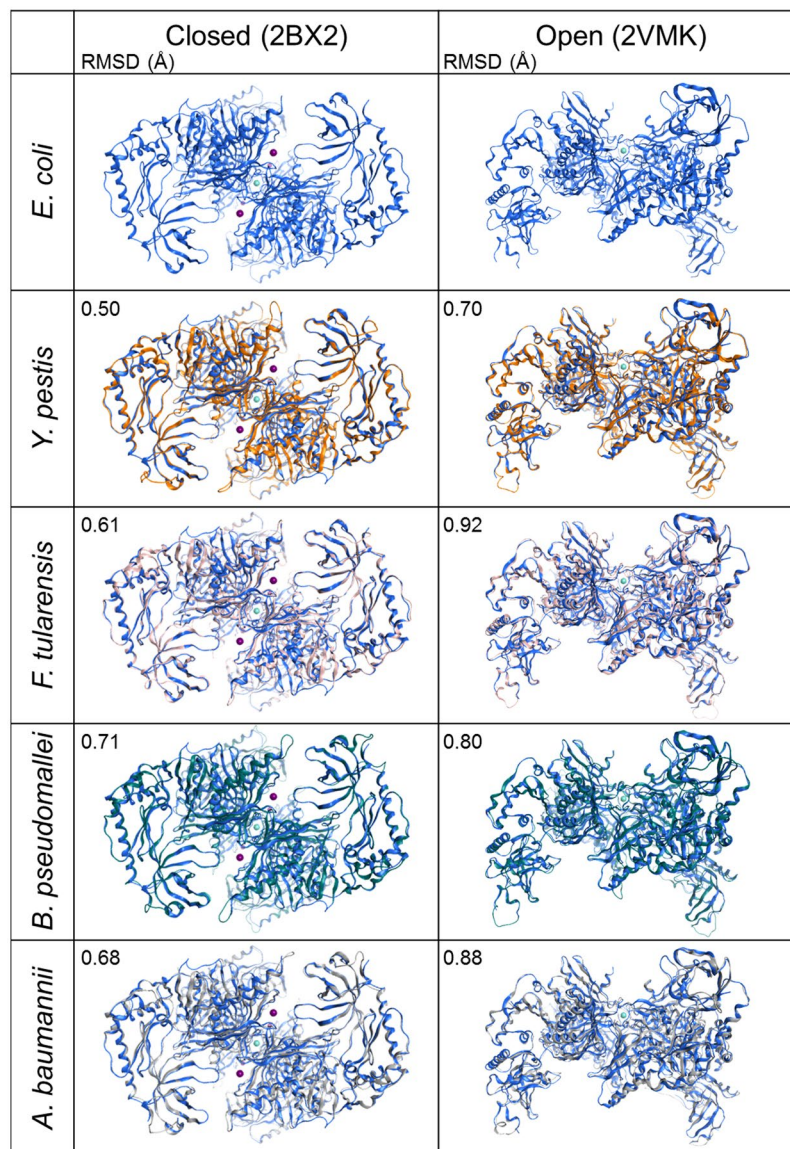 Closed (2BX2)
RMSD (Å)
Open (2VMK)
RMSD (Å)
E. coli
Y. pestis
0.50
0.70
F. tularensis
0.61
0.92
B. pseudomallei
0.71
0.80
A. baumannii
0.68
0.88